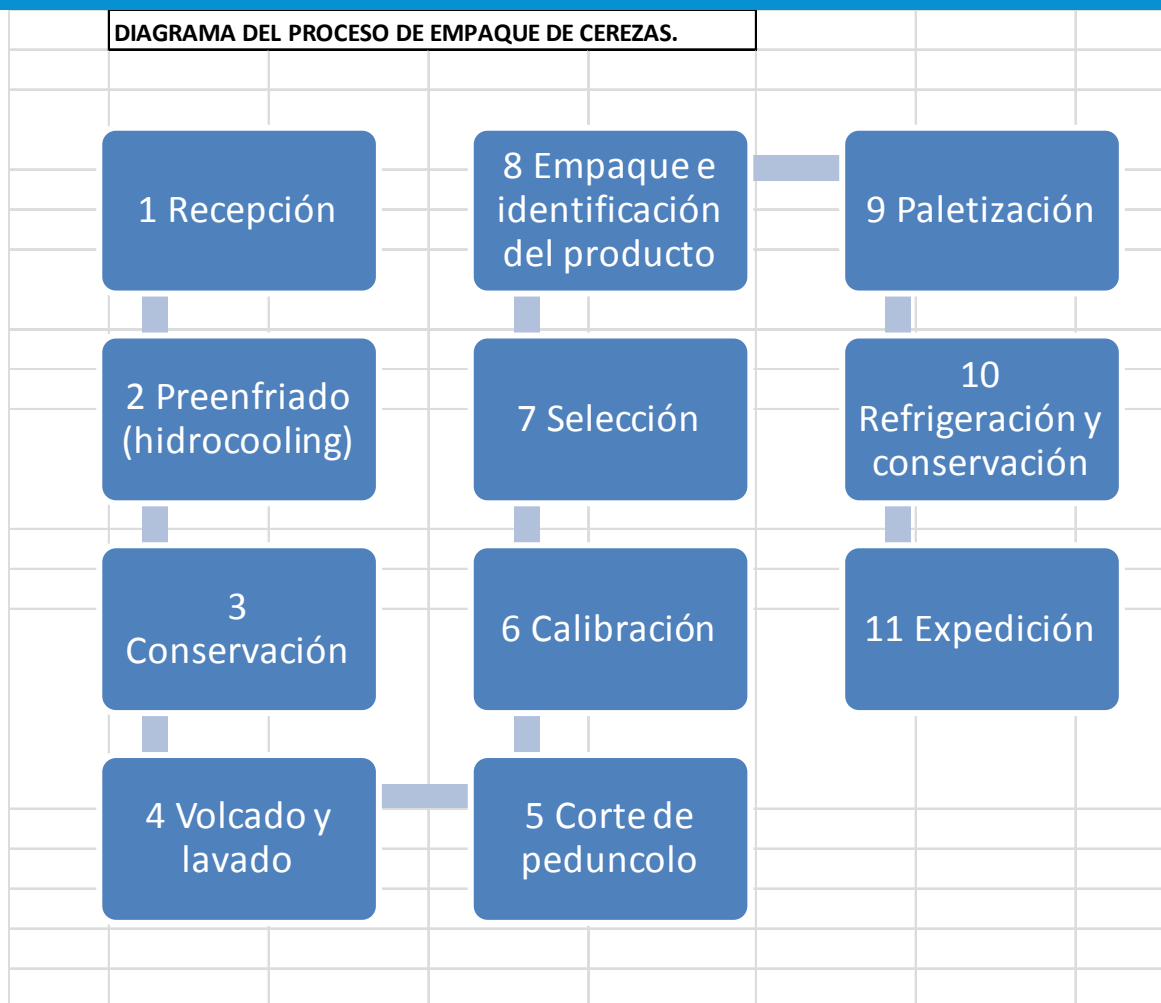 DIAGRAMA DEL PROCESO DE EMPAQUE DE CEREZAS.
1 Recepción
2 Preenfriado
(hidrocooling)
3
Conservación
4 Volcado y
lavado
5 Corte de
peduncolo
6 Calibración
7 Selección
8 Empaque e
identificación
del producto
9 Paletización
10
Refrigeración y
conservación
11 Expedición